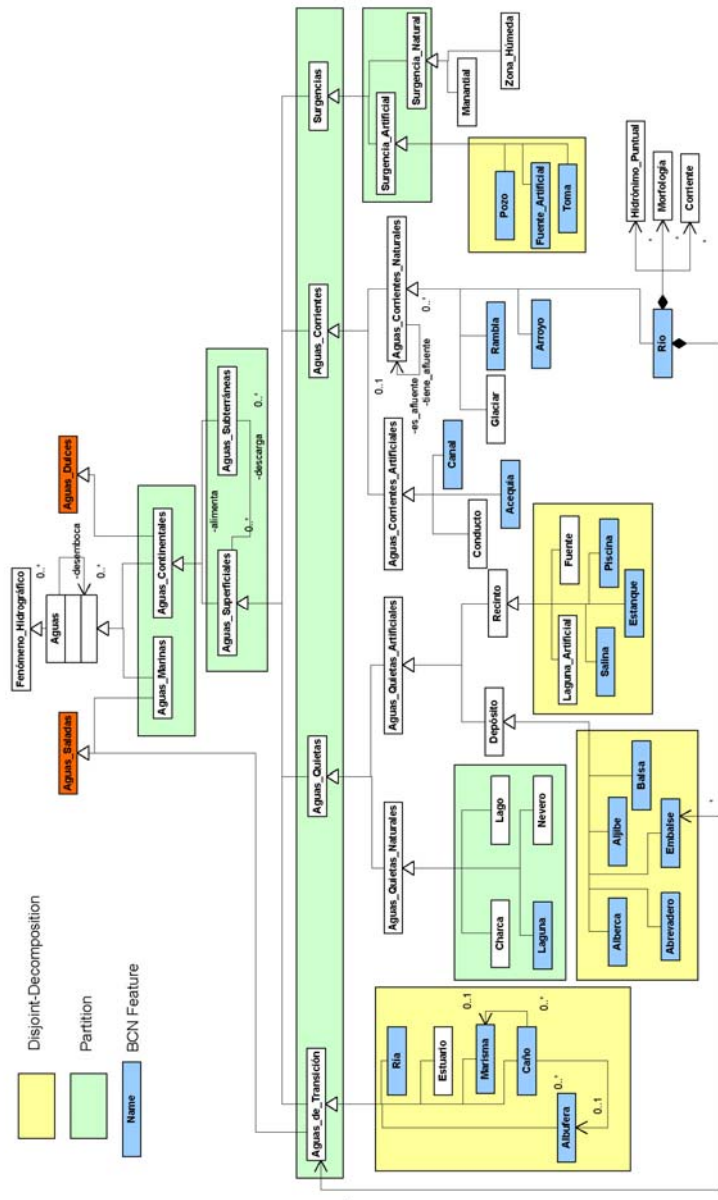 Disjoint-Decomposition
Partition
BCN Feature
Name
Fenómeno_Hidrográfico
0..*
Aguas
-desemboca
0..*
Aguas_Saladas
Aguas_Dulces
Aguas_Marinas
Aguas_Continentales
-alimenta
Aguas_Superficiales
Aguas_Subterráneas
0..*
0..*
-descarga
Aguas_de_Transición
Aguas_Quietas
Aguas_Corrientes
Surgencias
Aguas_Quietas_Naturales
Aguas_Quietas_Artificiales
Aguas_Corrientes_Artificiales
Aguas_Corrientes_Naturales
0..1
0..*
-es_afluente
-tiene_afluente
Surgencia_Artificial
Surgencia_Natural
Manantial
Zona_Húmeda
Ría
Estuario
Marisma
0..1
0..*
Caño
Albufera
0..*
0..1
Charca
Lago
Laguna
Nevero
Depósito
Recinto
Alberca
Aljibe
Balsa
Abrevadero
Embalse
*
Laguna_Artificial
Fuente
Salina
Piscina
Estanque
Conducto
Canal
Acequia
Glaciar
Rambla
Arroyo
Río
Pozo
Fuente_Artificial
Toma
Hidrónimo_Puntual
*
Morfología
*
Corriente
*